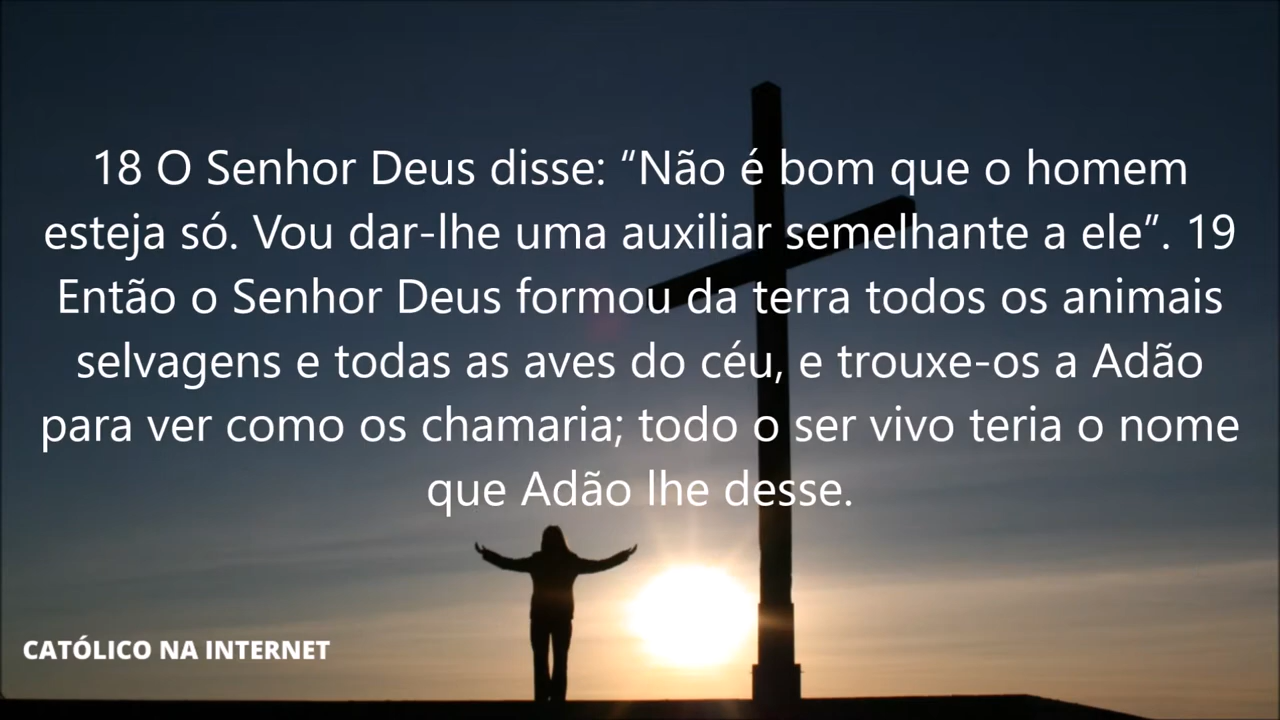 18 O Senhor Deus disse: “Não é bom que o homem
esteja só. Vou dar-lhe uma auxiliar semelhante a ele”. 19
Então o Senhor Deus formou da terra todos os animais
selvagens e todas as aves do céu, e trouxe-os a Adão
para ver como os chamaria; todo o ser vivo teria o nome
que Adão lhe desse.
CATÓLICO NA INTERNET